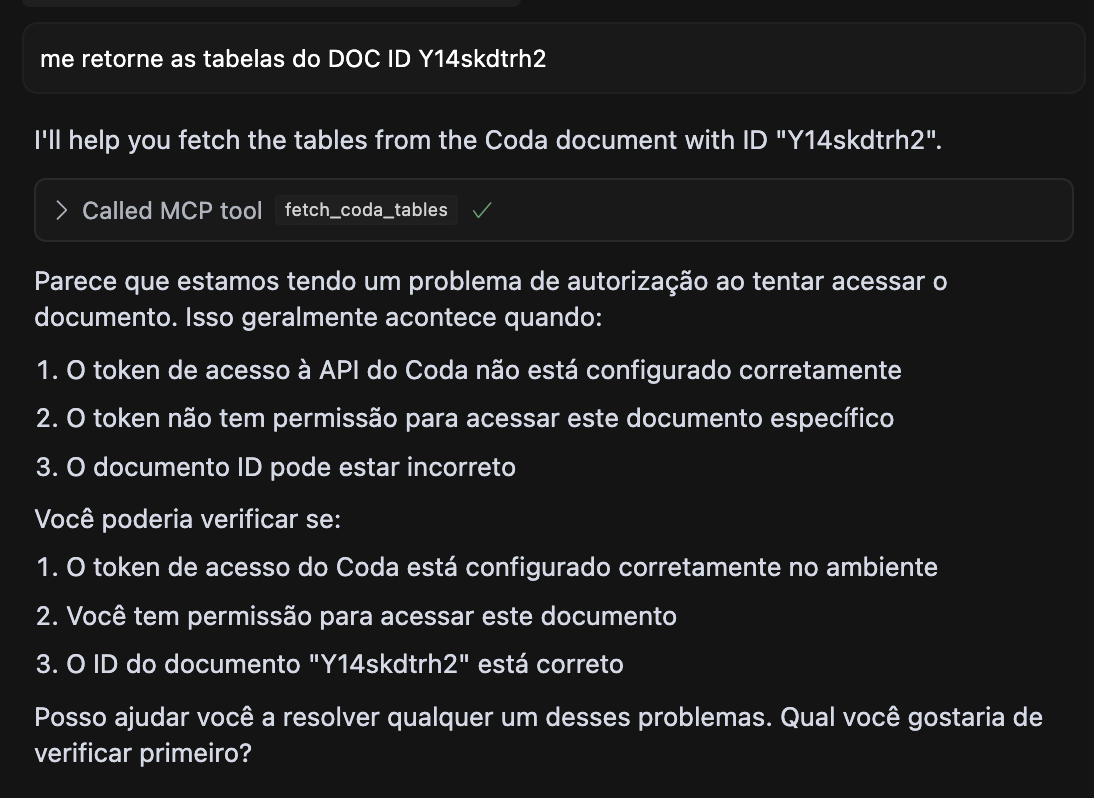 me retorne as tabelas do DOC ID Y14skdtrh2
I'll help you fetch the tables from the Coda document with ID "Y14skdtrh2".
Called MCP tool fetch_coda_tables
Parece que estamos tendo um problema de autorização ao tentar acessar o
documento. Isso geralmente acontece quando:
1. O token de acesso à API do Coda não está configurado corretamente
2. O token não tem permissão para acessar este documento específico
3. O documento ID pode estar incorreto
Você poderia verificar se:
1. O token de acesso do Coda está configurado corretamente no ambiente
2. Você tem permissão para acessar este documento
3. O ID do documento "Y14skdtrh2" está correto
Posso ajudar você a resolver qualquer um desses problemas. Qual você gostaria de
verificar primeiro?